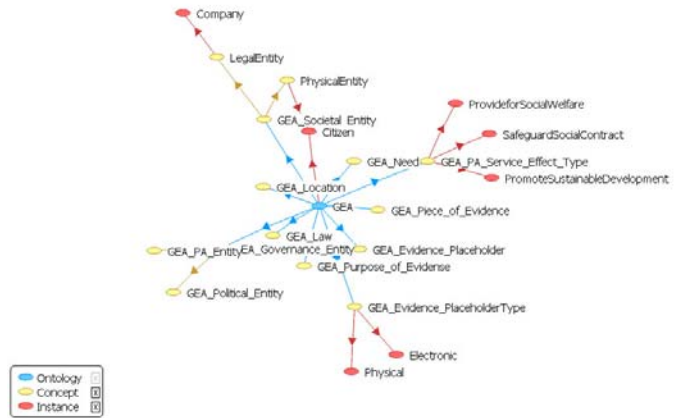 Company
LegalEntity
PhysicalEntity
ProvideforSocialWelfare
GEA_Societal_Entity
Citizen
SafeguardSocialContract
GEA_Need
GEA_PA_Service_Effect_Type
PromoteSustainableDevelopment
GEA_Location
GEA
GEA_Piece_of_Evidence
GEA_Law
GEA_PA_Entity
EA_Governance_Entity
GEA_Evidence_Placeholder
GEA_Purpose_of_Evidense
GEA_Political_Entity
GEA_Evidence_PlaceholderType
Electronic
Physical
Ontology
Concept
Instance